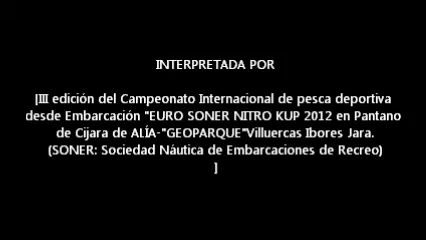 INTERPRETADA POR
[III edición del Campeonato Internacional de pesca deportiva
desde Embarcación "EURO SONER NITRO KUP 2012 en Pantano
de Cijara de ALÍA-"GEOPARQUE"Villuercas Ibores Jara.
(SONER: Sociedad Náutica de Embarcaciones de Recreo)
]